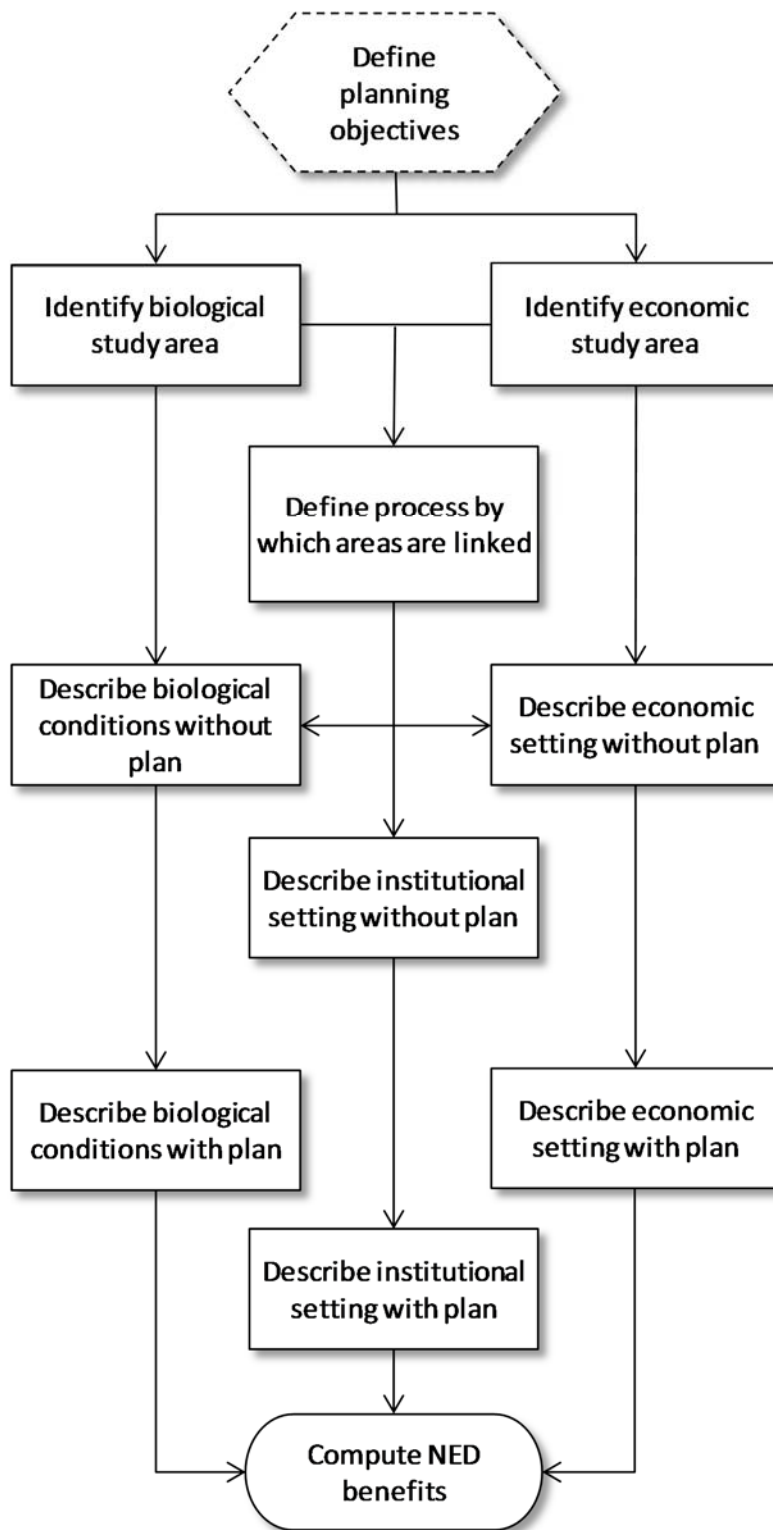 Define
planning
objectives
Identify biological
study area
Identify economic
study area
Define process by
which areas are linked
Describe biological
conditions without
plan
Describe economic
setting without plan
Describe institutional
setting without plan
Describe biological
conditions with plan
Describe economic
setting with plan
Describe institutional
setting with plan
Compute NED
benefits